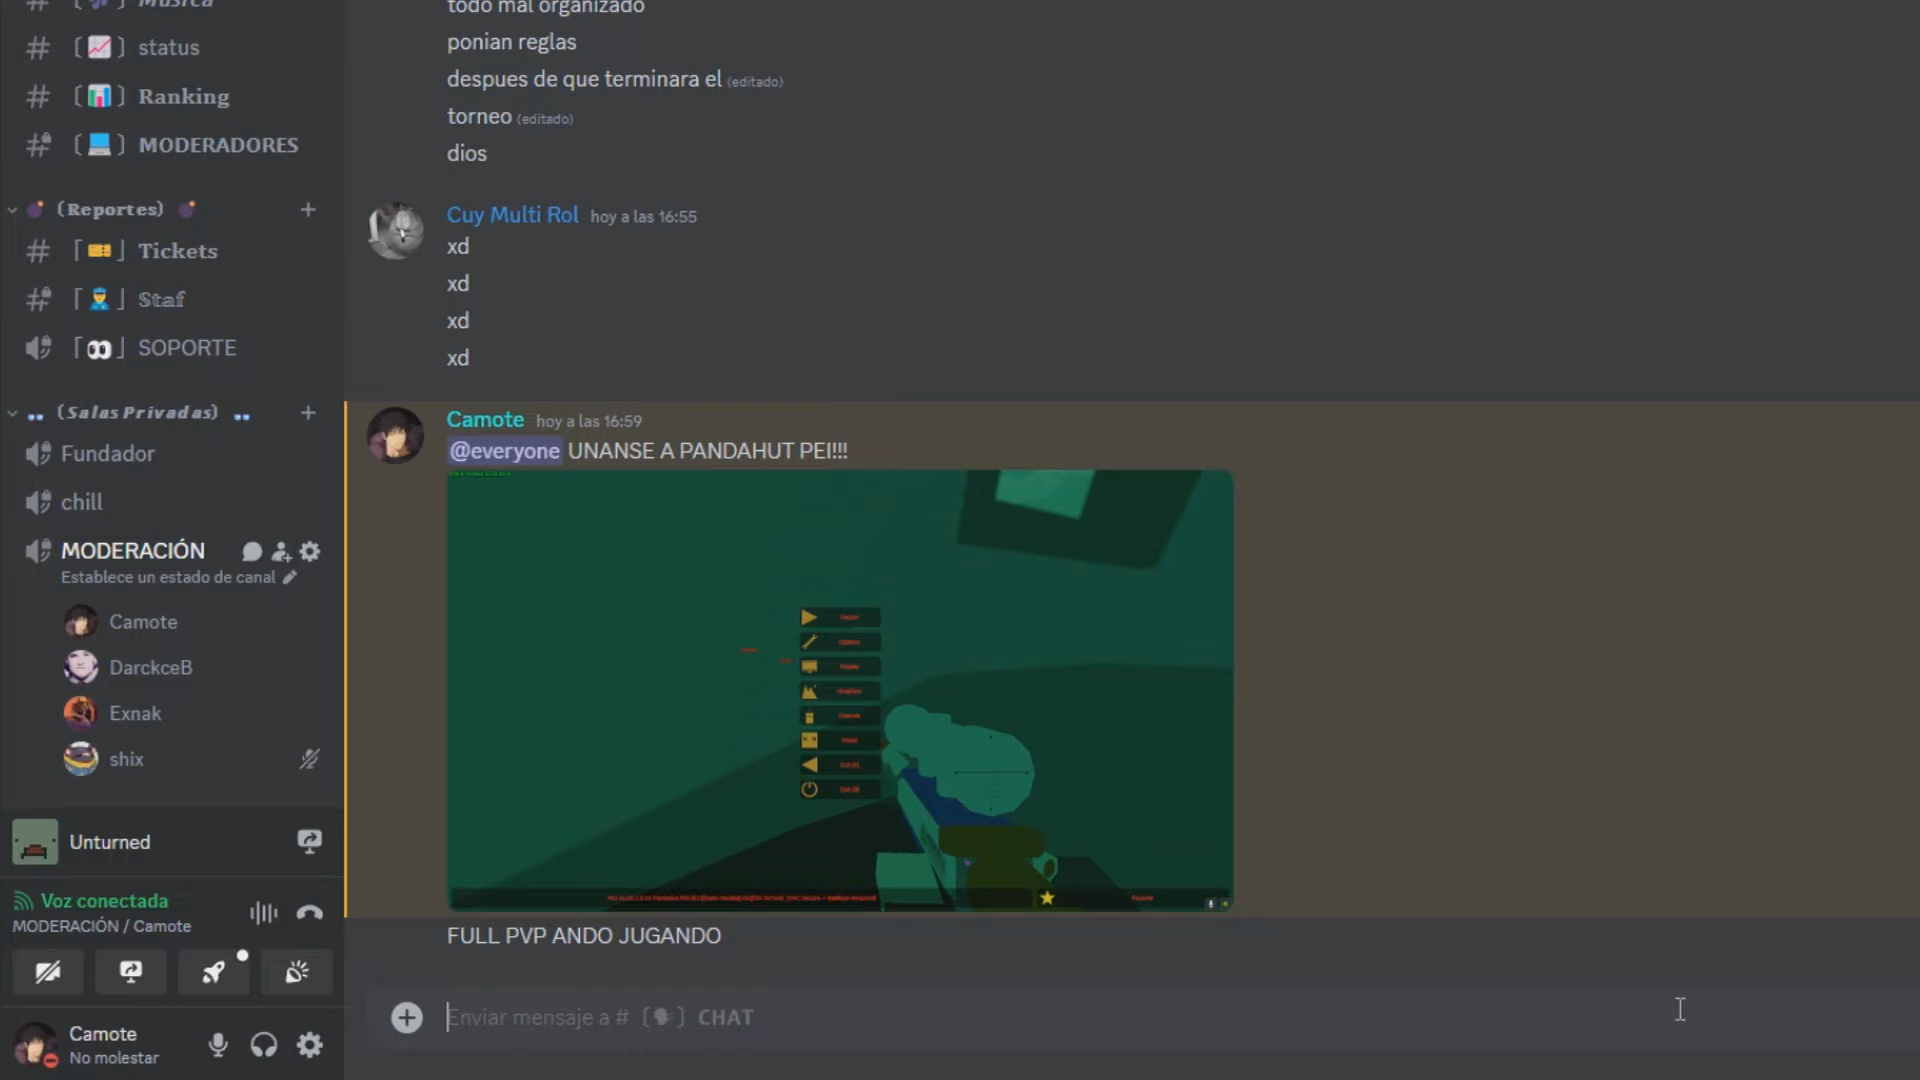 Musica
status
Ranking
MODERADORES
(Reportes)
Tickets
Staf
SOPORTE
(Salas Privadas)
Fundador
chill
MODERACIÓN
Establece un estado de canal
Camote
DarckceB
Exnak
shix
Unturned
Voz conectada
MODERACIÓN / Camote
Camote
No molestar
todo mal organizado
ponian reglas
despues de que terminara el (editado)
torneo (editado)
dios
Cuy Multi Rol hoy a las 16:55
xd
xd
xd
xd
Camote hoy a las 16:59
@everyone UNANSE A PANDAHUT PEI!!!
FULL PVP ANDO JUGANDO
Enviar mensaje a # [ ] CHAT